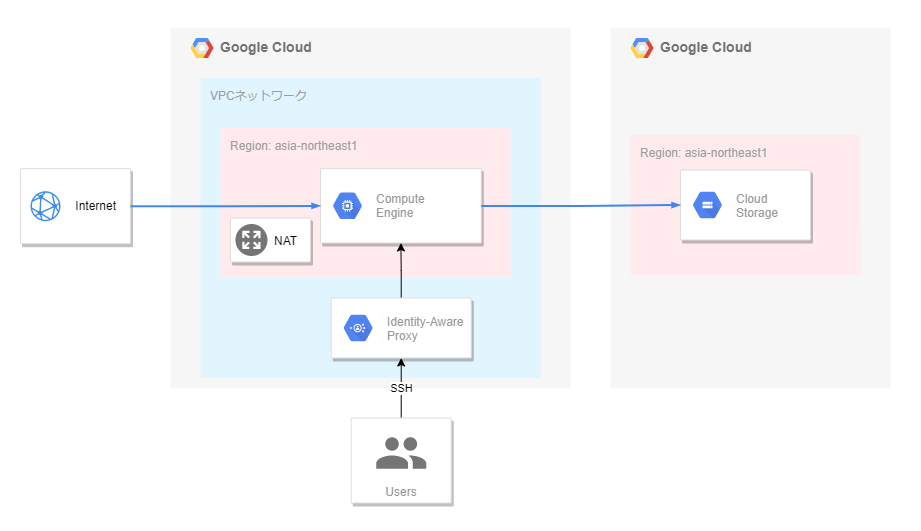 Google Cloud
Google Cloud
VPCネットワーク
Region: asia-northeast1
Region: asia-northeast1
Internet
Compute
Engine
Cloud
Storage
NAT
Identity-Aware
Proxy
SSH
Users